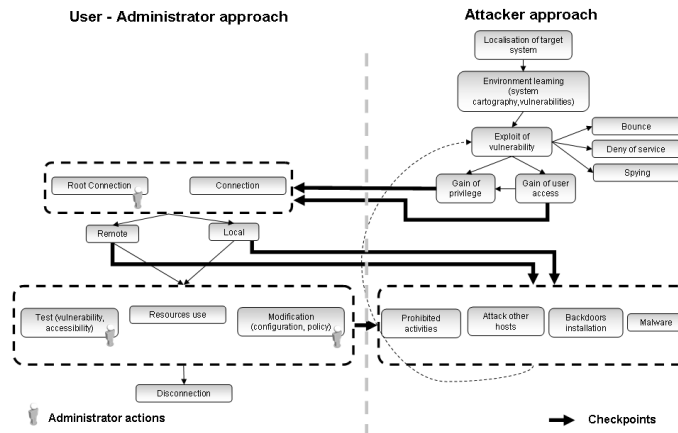 User - Administrator approach
Attacker approach
Localisation of target
system
Environment learning
(system
cartography,vulnerabilities)
Exploit of
vulnerability
Bounce
Deny of service
Spying
Root Connection
Connection
Gain of
privilege
Gain of user
access
Remote
Local
Test (vulnerability,
accessibility)
Resources use
Modification
(configuration, policy)
Prohibited
activities
Attack other
hosts
Backdoors
installation
Malware
Disconnection
Administrator actions
Checkpoints